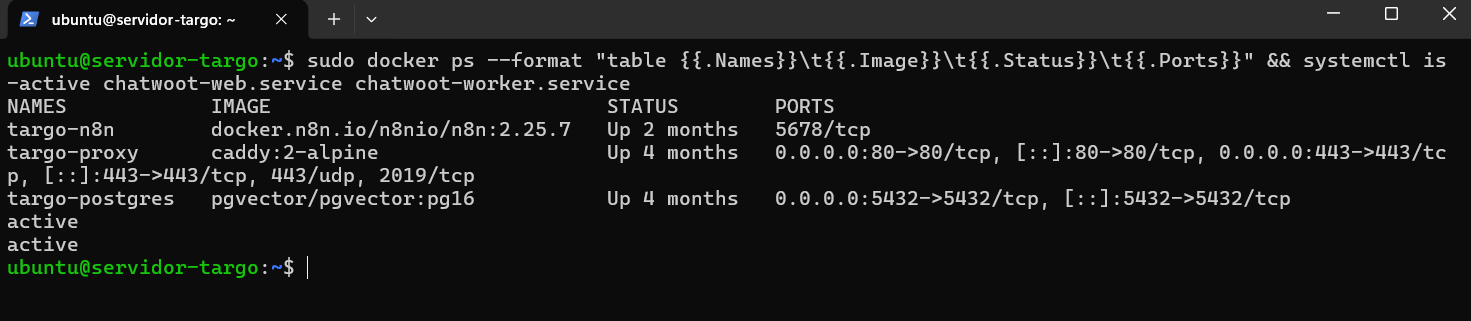 ubuntu@servidor-targo: ~
ubuntu@servidor-targo:~$ sudo docker ps --format "table {{.Names}}\t{{.Image}}\t{{.Status}}\t{{.Ports}}" && systemctl is
-active chatwoot-web.service chatwoot-worker.service
NAMES IMAGE STATUS PORTS
targo-n8n docker.n8n.io/n8nio/n8n:2.25.7 Up 2 months 5678/tcp
targo-proxy caddy:2-alpine Up 4 months 0.0.0.0:80->80/tcp, [::]:80->80/tcp, 0.0.0.0:443->443/tc
p, [::]:443->443/tcp, 443/udp, 2019/tcp
targo-postgres pgvector/pgvector:pg16 Up 4 months 0.0.0.0:5432->5432/tcp, [::]:5432->5432/tcp
active
active
ubuntu@servidor-targo:~$